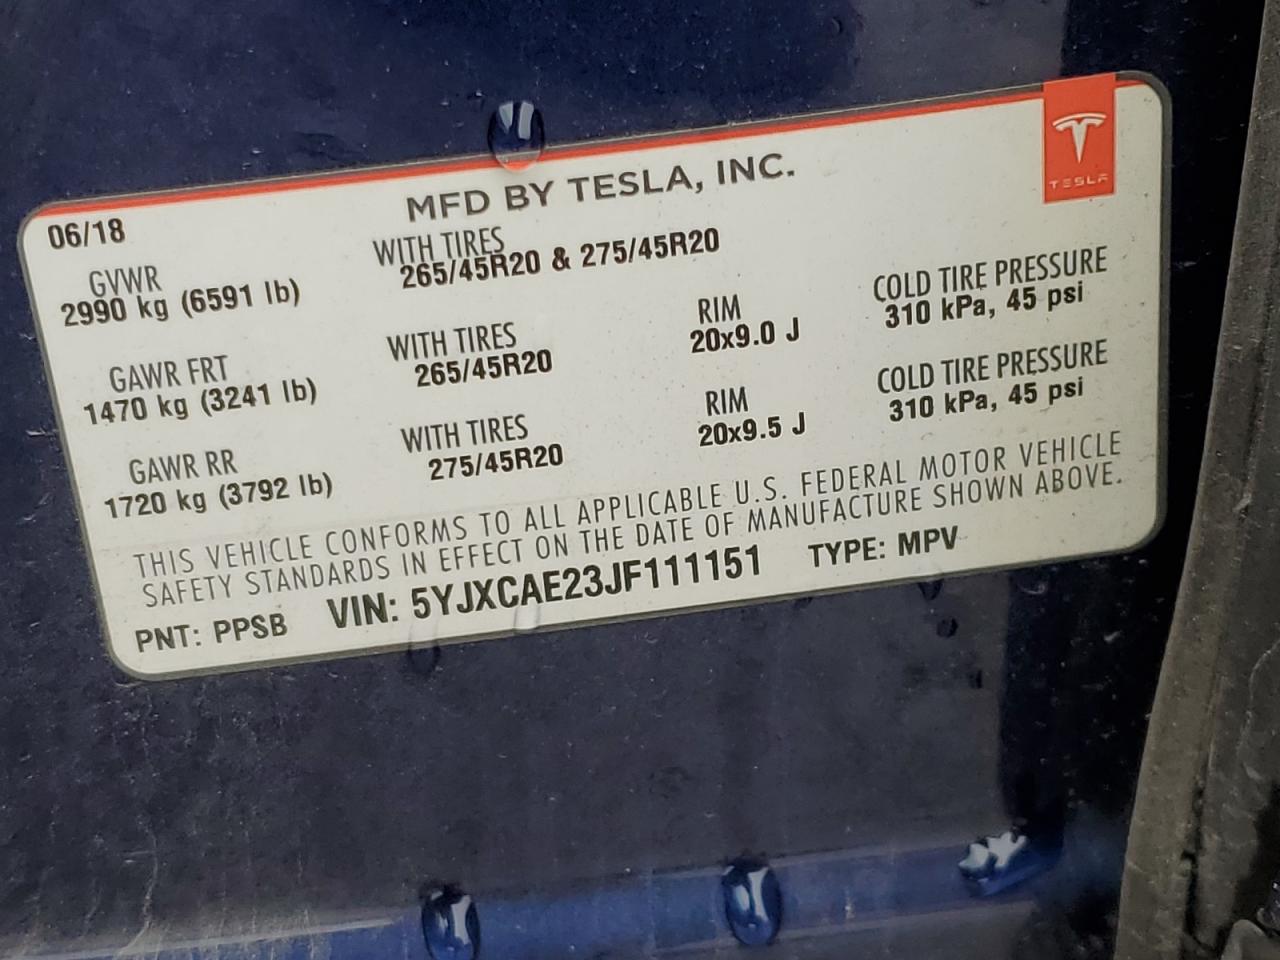 MFD BY TESLA, INC.
TESLA
06/18
GVWR
2990 kg (6591 lb)
WITH TIRES
265/45R20 & 275/45R20
GAWR FRT
1470 kg (3241 lb)
WITH TIRES
265/45R20
RIM
20x9.0 J
COLD TIRE PRESSURE
310 kPa, 45 psi
GAWR RR
1720 kg (3792 lb)
WITH TIRES
275/45R20
RIM
20x9.5 J
COLD TIRE PRESSURE
310 kPa, 45 psi
THIS VEHICLE CONFORMS TO ALL APPLICABLE U.S. FEDERAL MOTOR VEHICLE
SAFETY STANDARDS IN EFFECT ON THE DATE OF MANUFACTURE SHOWN ABOVE.
PNT: PPSB VIN: 5YJXCAE23JF111151 TYPE: MPV